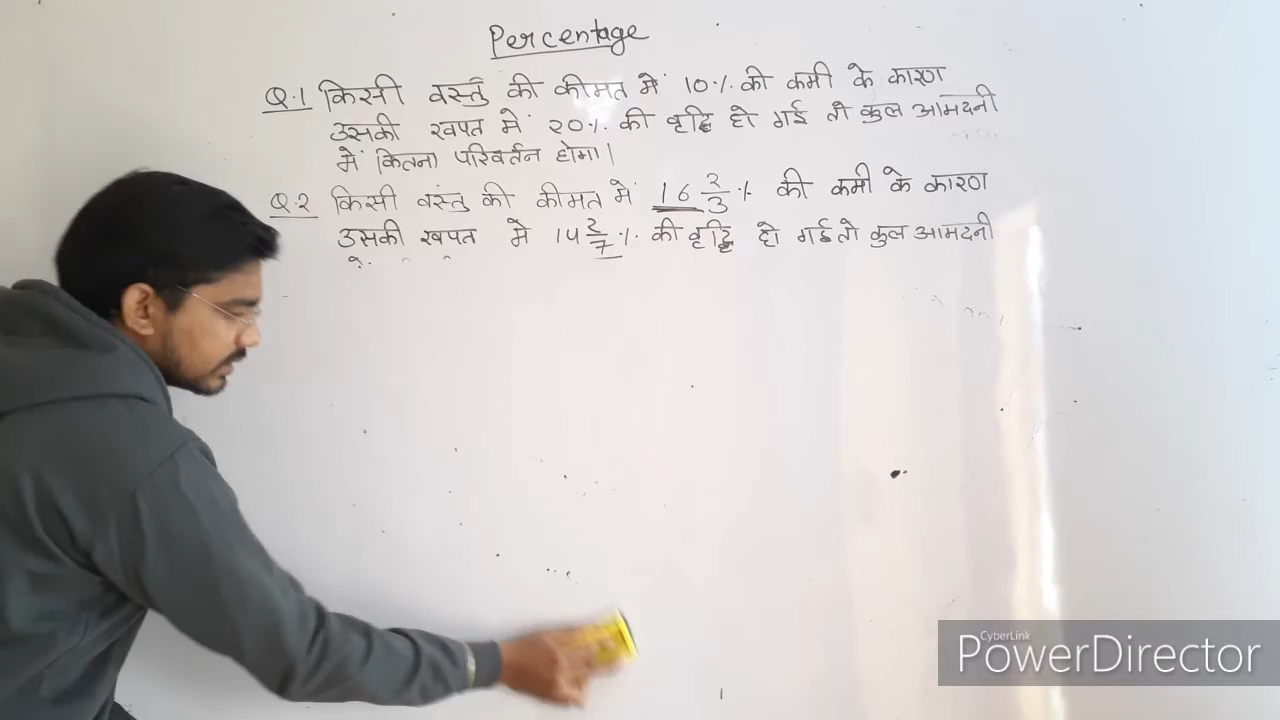 Percentage
Q.1 किसी वस्तु की कीमत में 10% की कमी के कारण
उसकी खपत में 20% की वृद्धि हो गई तो कुल आमदनी
में कितना परिवर्तन होगा।
Q.2 किसी वस्तु की कीमत में 16 2/3 % की कमी के कारण
उसकी खपत में 14 2/7 % की वृद्धि हो गई तो कुल आमदनी
CyberLink
PowerDirector